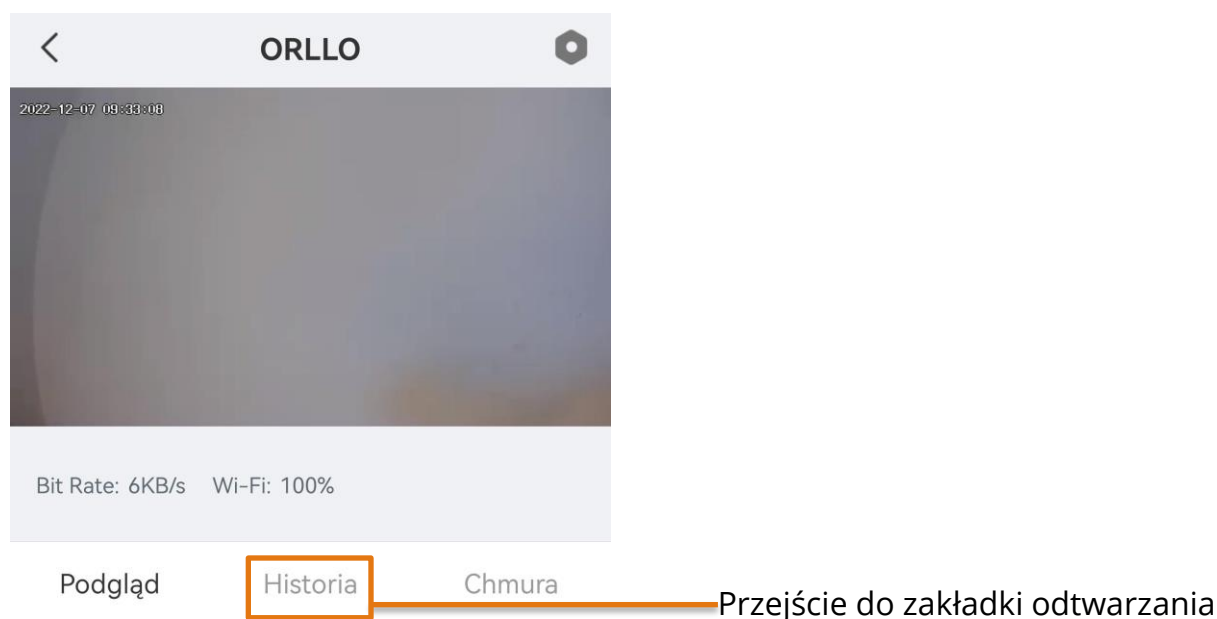 ORLLO
2022-12-07 09:33:08
Bit Rate: 6KB/s Wi-Fi: 100%
Podgląd Historia Chmura
Przejście do zakładki odtwarzania